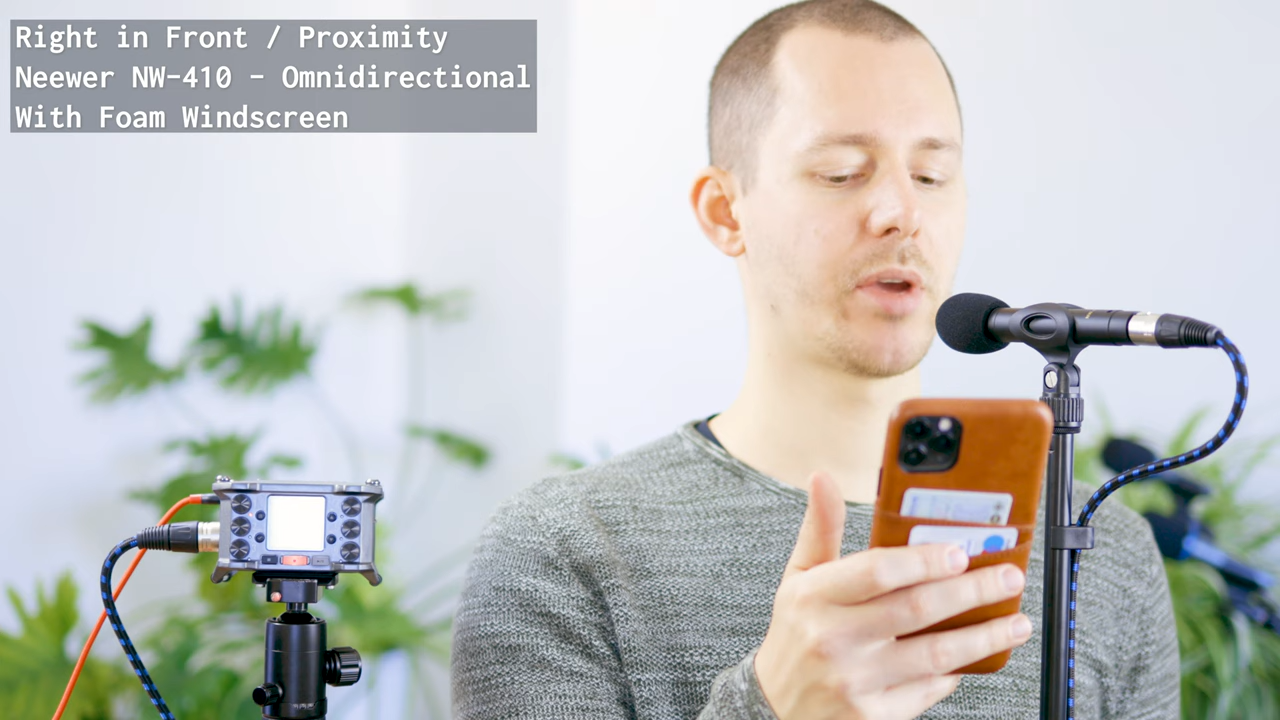 Right in Front / Proximity
Neewer NW-410 - Omnidirectional
With Foam Windscreen